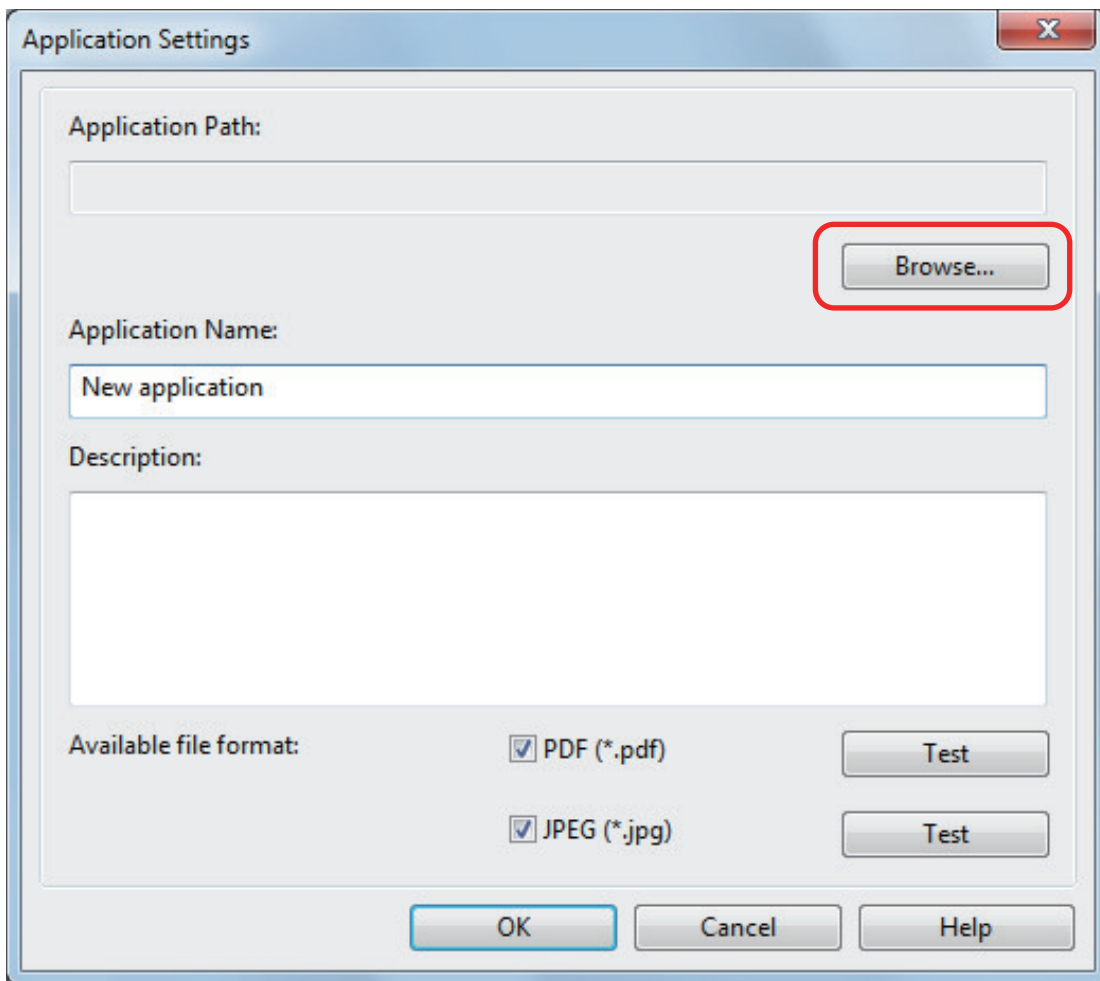 Application Settings
Application Path:
Browse...
Application Name:
New application
Description:
Available file format:
PDF (*.pdf)
Test
JPEG (*.jpg)
Test
OK
Cancel
Help